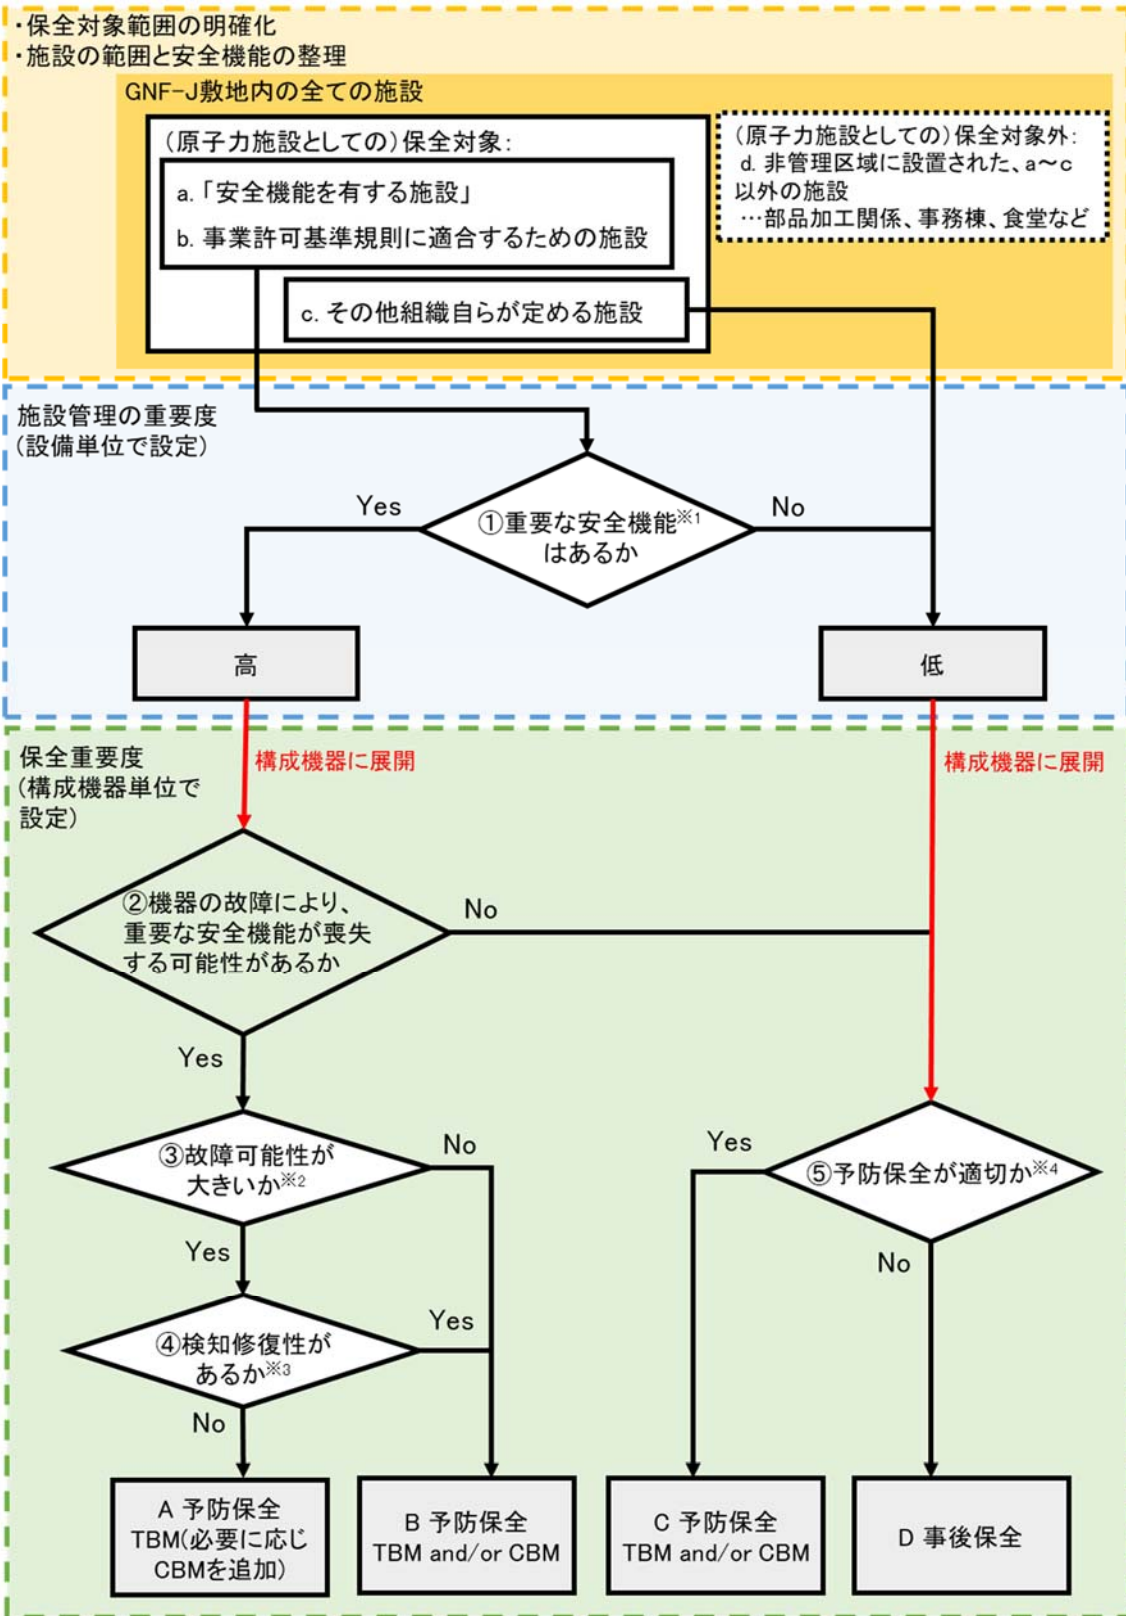 ・保全対象範囲の明確化
・施設の範囲と安全機能の整理
GNF-J敷地内の全ての施設
(原子力施設としての)保全対象:
a.「安全機能を有する施設」
b. 事業許可基準規則に適合するための施設
c. その他組織自らが定める施設
(原子力施設としての)保全対象外:
d. 非管理区域に設置された、a～c
以外の施設
…部品加工関係、事務棟、食堂など
施設管理の重要度
(設備単位で設定)
①重要な安全機能※1
はあるか
Yes
No
高
低
保全重要度
(構成機器単位で
設定)
構成機器に展開
構成機器に展開
②機器の故障により、
重要な安全機能が喪失
する可能性があるか
No
Yes
③故障可能性が
大きいか※2
No
Yes
④検知修復性が
あるか※3
Yes
No
⑤予防保全が適切か※4
Yes
No
A 予防保全
TBM(必要に応じ
CBMを追加)
B 予防保全
TBM and/or CBM
C 予防保全
TBM and/or CBM
D 事後保全